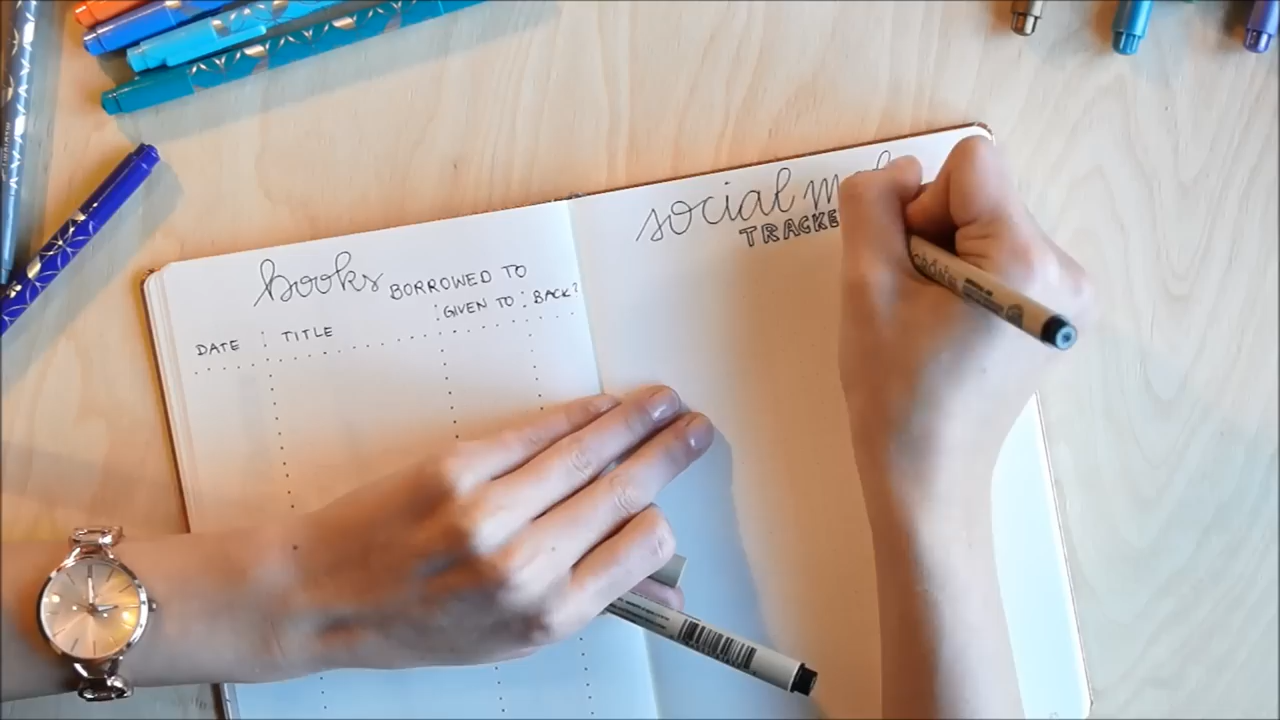 books BORROWED TO
GIVEN TO BACK?
DATE TITLE
social
TRACKE